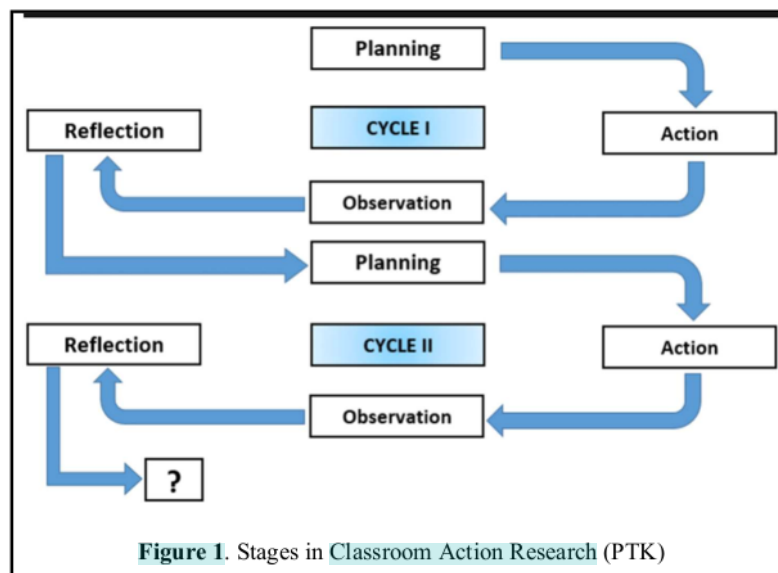 Planning
Reflection
CYCLE I
Action
Observation
Planning
Reflection
CYCLE II
Action
Observation
?
Figure 1. Stages in Classroom Action Research (PTK)